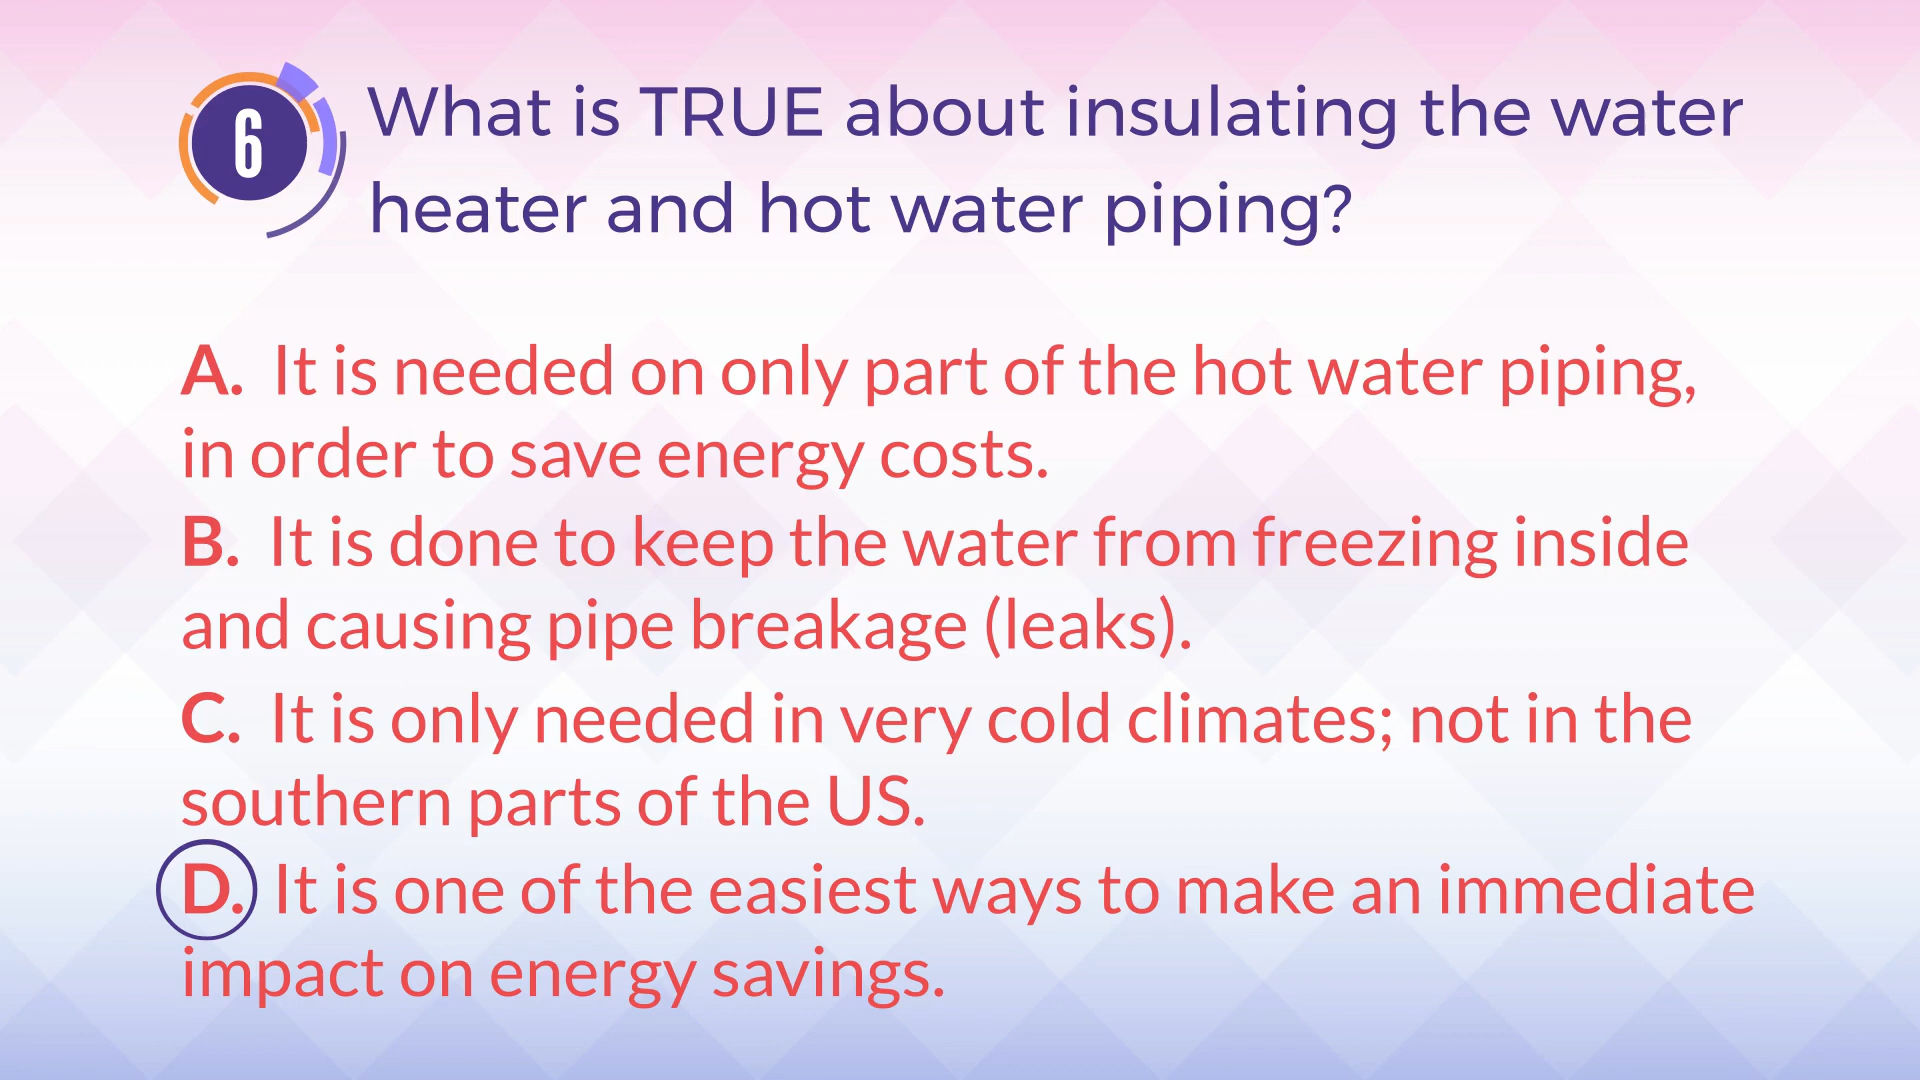 6
What is TRUE about insulating the water
heater and hot water piping?
A. It is needed on only part of the hot water piping,
in order to save energy costs.
B. It is done to keep the water from freezing inside
and causing pipe breakage (leaks).
C. It is only needed in very cold climates; not in the
southern parts of the US.
D. It is one of the easiest ways to make an immediate
impact on energy savings.